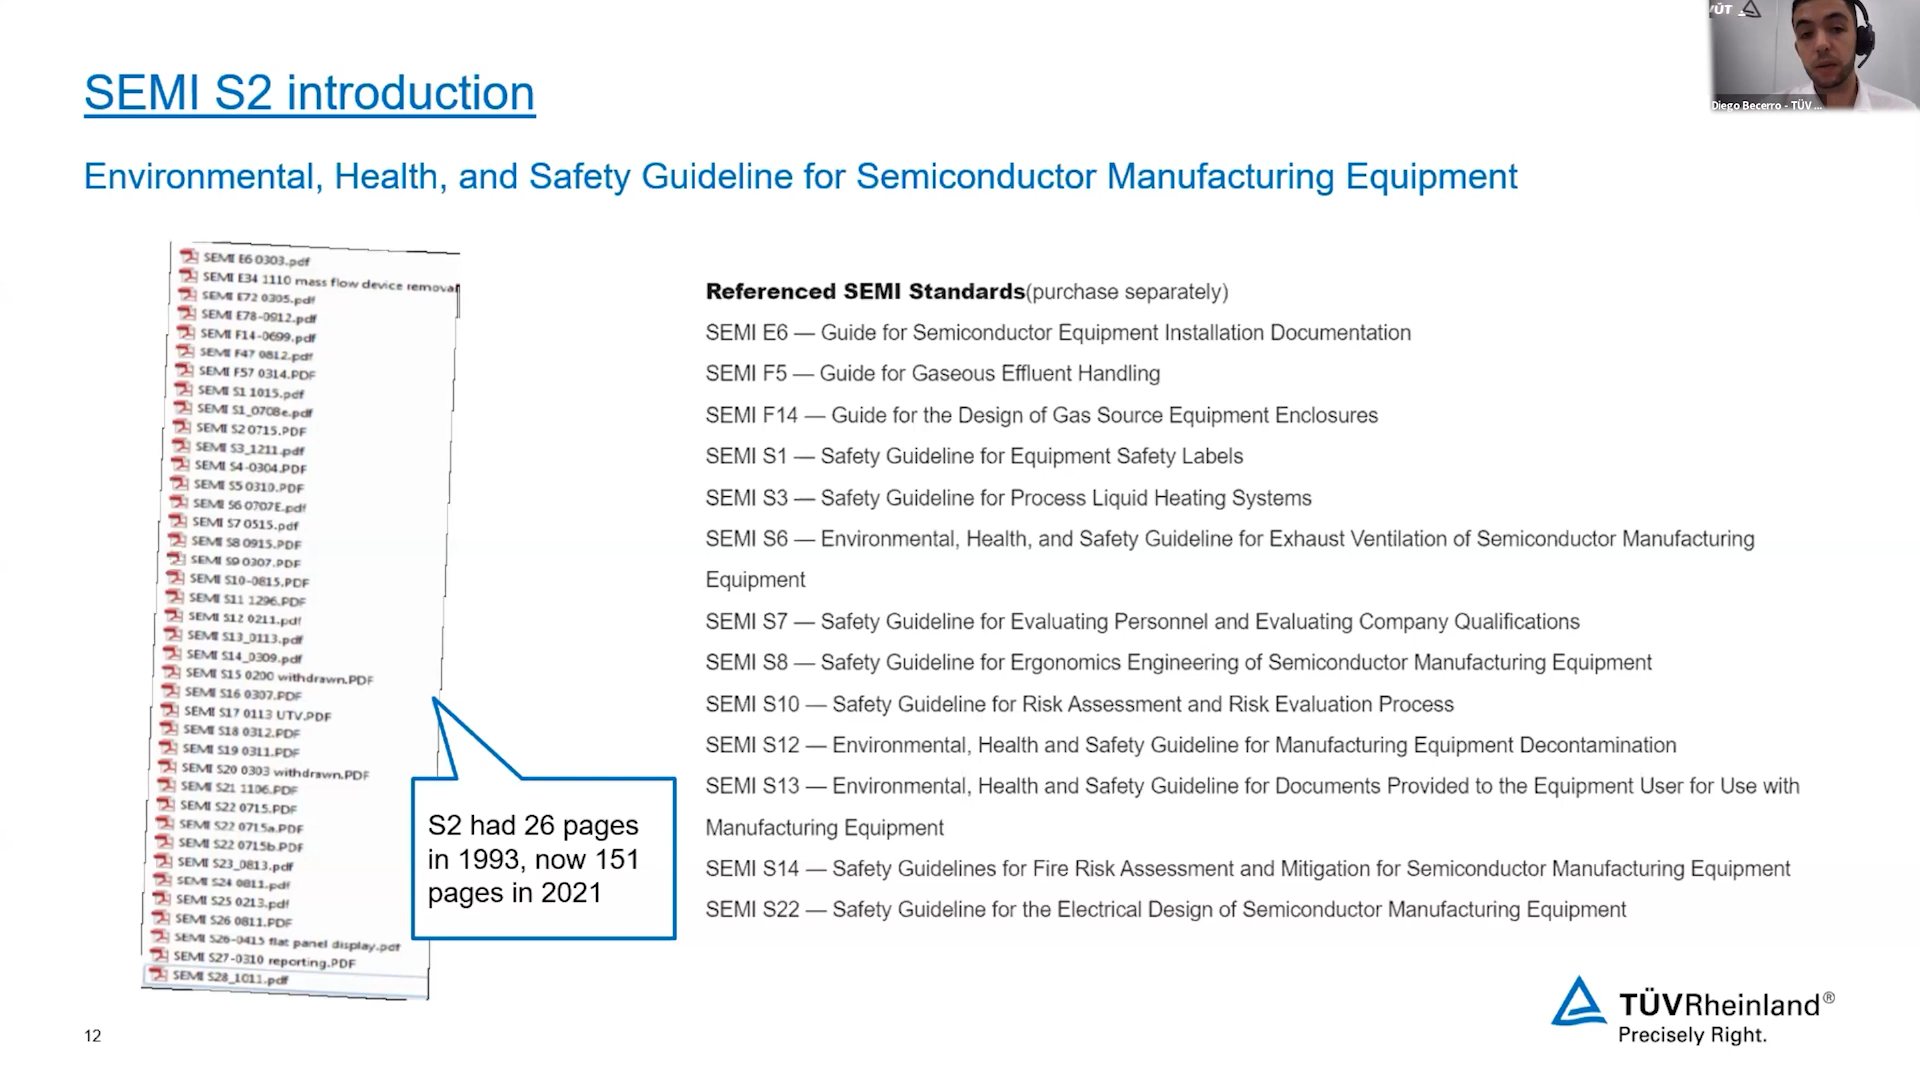 VÜT
Diego Becerro - TÜV ...
SEMI S2 introduction
Environmental, Health, and Safety Guideline for Semiconductor Manufacturing Equipment
SEMI E6 0303.pdf
SEMI E34 1110 mass flow device removal
SEMI E72 0305.pdf
SEMI E78-0912.pdf
SEMI F14-0699.pdf
SEMI F47 0812.pdf
SEMI F57 0314.PDF
SEMI S1 1015.pdf
SEMI S1_0708e.pdf
SEMI S2 0715.PDF
SEMI S3_1211.pdf
SEMI S4-0304.PDF
SEMI S5 0310.PDF
SEMI S6 0707E.pdf
SEMI S7 0515.pdf
SEMI S8 0915.PDF
SEMI S9 0307.PDF
SEMI S10-0815.PDF
SEMI S11 1296.PDF
SEMI S12 0211.pdf
SEMI S13_0113.pdf
SEMI S14_0309.pdf
SEMI S15 0200 withdrawn.PDF
SEMI S16 0307.PDF
SEMI S17 0113 UTV.PDF
SEMI S18 0312.PDF
SEMI S19 0311.PDF
SEMI S20 0303 withdrawn.PDF
SEMI S21 1106.PDF
SEMI S22 0715.PDF
SEMI S22 0715a.PDF
SEMI S22 0715b.PDF
SEMI S23_0813.pdf
SEMI S24 0811.pdf
SEMI S25 0213.pdf
SEMI S26 0811.PDF
SEMI S26-0415 flat panel display.pdf
SEMI S27-0310 reporting.PDF
SEMI S28_1011.pdf
S2 had 26 pages
in 1993, now 151
pages in 2021
Referenced SEMI Standards(purchase separately)
SEMI E6 — Guide for Semiconductor Equipment Installation Documentation
SEMI F5 — Guide for Gaseous Effluent Handling
SEMI F14 — Guide for the Design of Gas Source Equipment Enclosures
SEMI S1 — Safety Guideline for Equipment Safety Labels
SEMI S3 — Safety Guideline for Process Liquid Heating Systems
SEMI S6 — Environmental, Health, and Safety Guideline for Exhaust Ventilation of Semiconductor Manufacturing
Equipment
SEMI S7 — Safety Guideline for Evaluating Personnel and Evaluating Company Qualifications
SEMI S8 — Safety Guideline for Ergonomics Engineering of Semiconductor Manufacturing Equipment
SEMI S10 — Safety Guideline for Risk Assessment and Risk Evaluation Process
SEMI S12 — Environmental, Health and Safety Guideline for Manufacturing Equipment Decontamination
SEMI S13 — Environmental, Health and Safety Guideline for Documents Provided to the Equipment User for Use with
Manufacturing Equipment
SEMI S14 — Safety Guidelines for Fire Risk Assessment and Mitigation for Semiconductor Manufacturing Equipment
SEMI S22 — Safety Guideline for the Electrical Design of Semiconductor Manufacturing Equipment
12
TÜVRheinland®
Precisely Right.